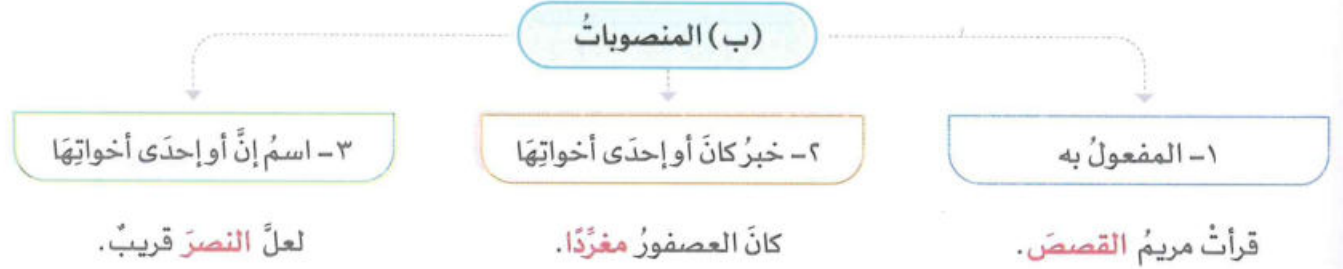 (ب) المنصوباتُ
١- المفعولُ به
٢- خبرُ كانَ أو إحدَى أخواتِهَا
٣- اسمُ إنَّ أو إحدَى أخواتِهَا
قرأتْ مريمُ القصصَ.
كانَ العصفورُ مغرِّدًا.
لعلَّ النصرَ قريبٌ.